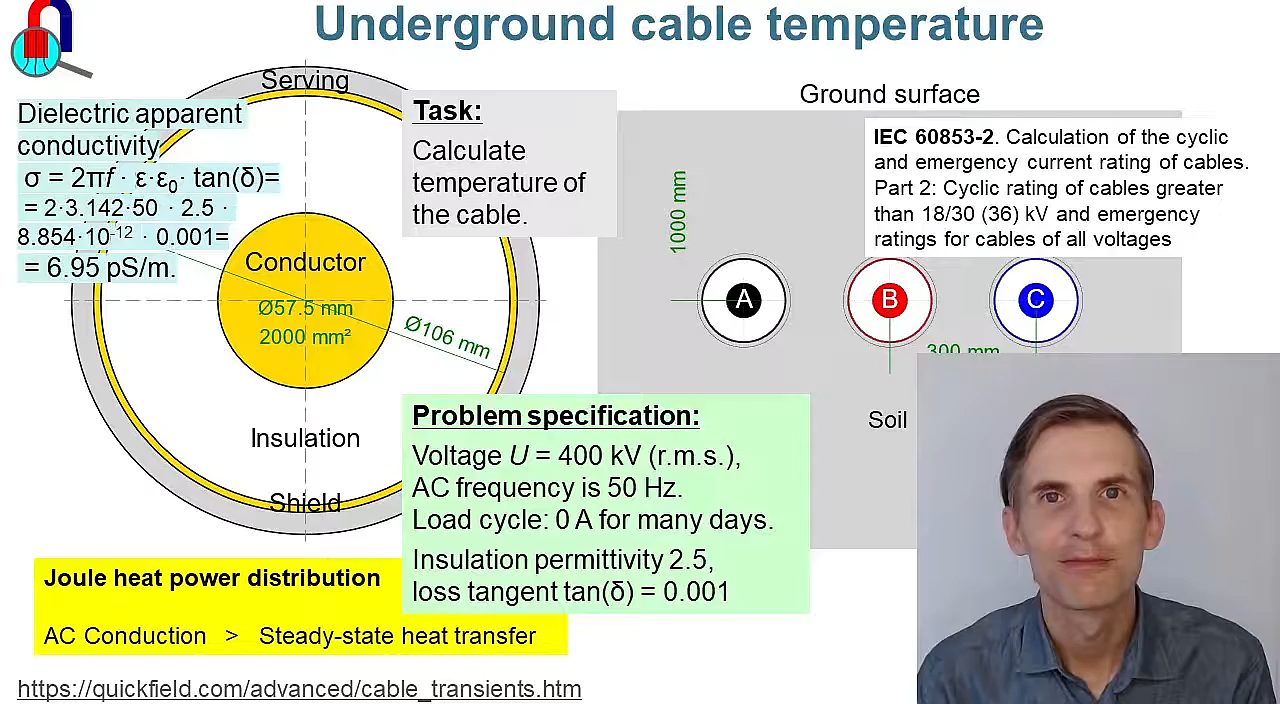 Underground cable temperature
Serving
Dielectric apparent
conductivity
σ = 2πf · ε·ε₀· tan(δ)=
= 2·3.142·50 · 2.5 ·
8.854·10⁻¹² · 0.001=
= 6.95 pS/m.
Conductor
Ø57.5 mm
2000 mm²
Ø106 mm
Insulation
Shield
Task:
Calculate
temperature of
the cable.
Ground surface
IEC 60853-2. Calculation of the cyclic
and emergency current rating of cables.
Part 2: Cyclic rating of cables greater
than 18/30 (36) kV and emergency
ratings for cables of all voltages
1000 mm
A
B
C
300 mm
Soil
Problem specification:
Voltage U = 400 kV (r.m.s.),
AC frequency is 50 Hz.
Load cycle: 0 A for many days.
Insulation permittivity 2.5,
loss tangent tan(δ) = 0.001
Joule heat power distribution
AC Conduction > Steady-state heat transfer
https://quickfield.com/advanced/cable_transients.htm